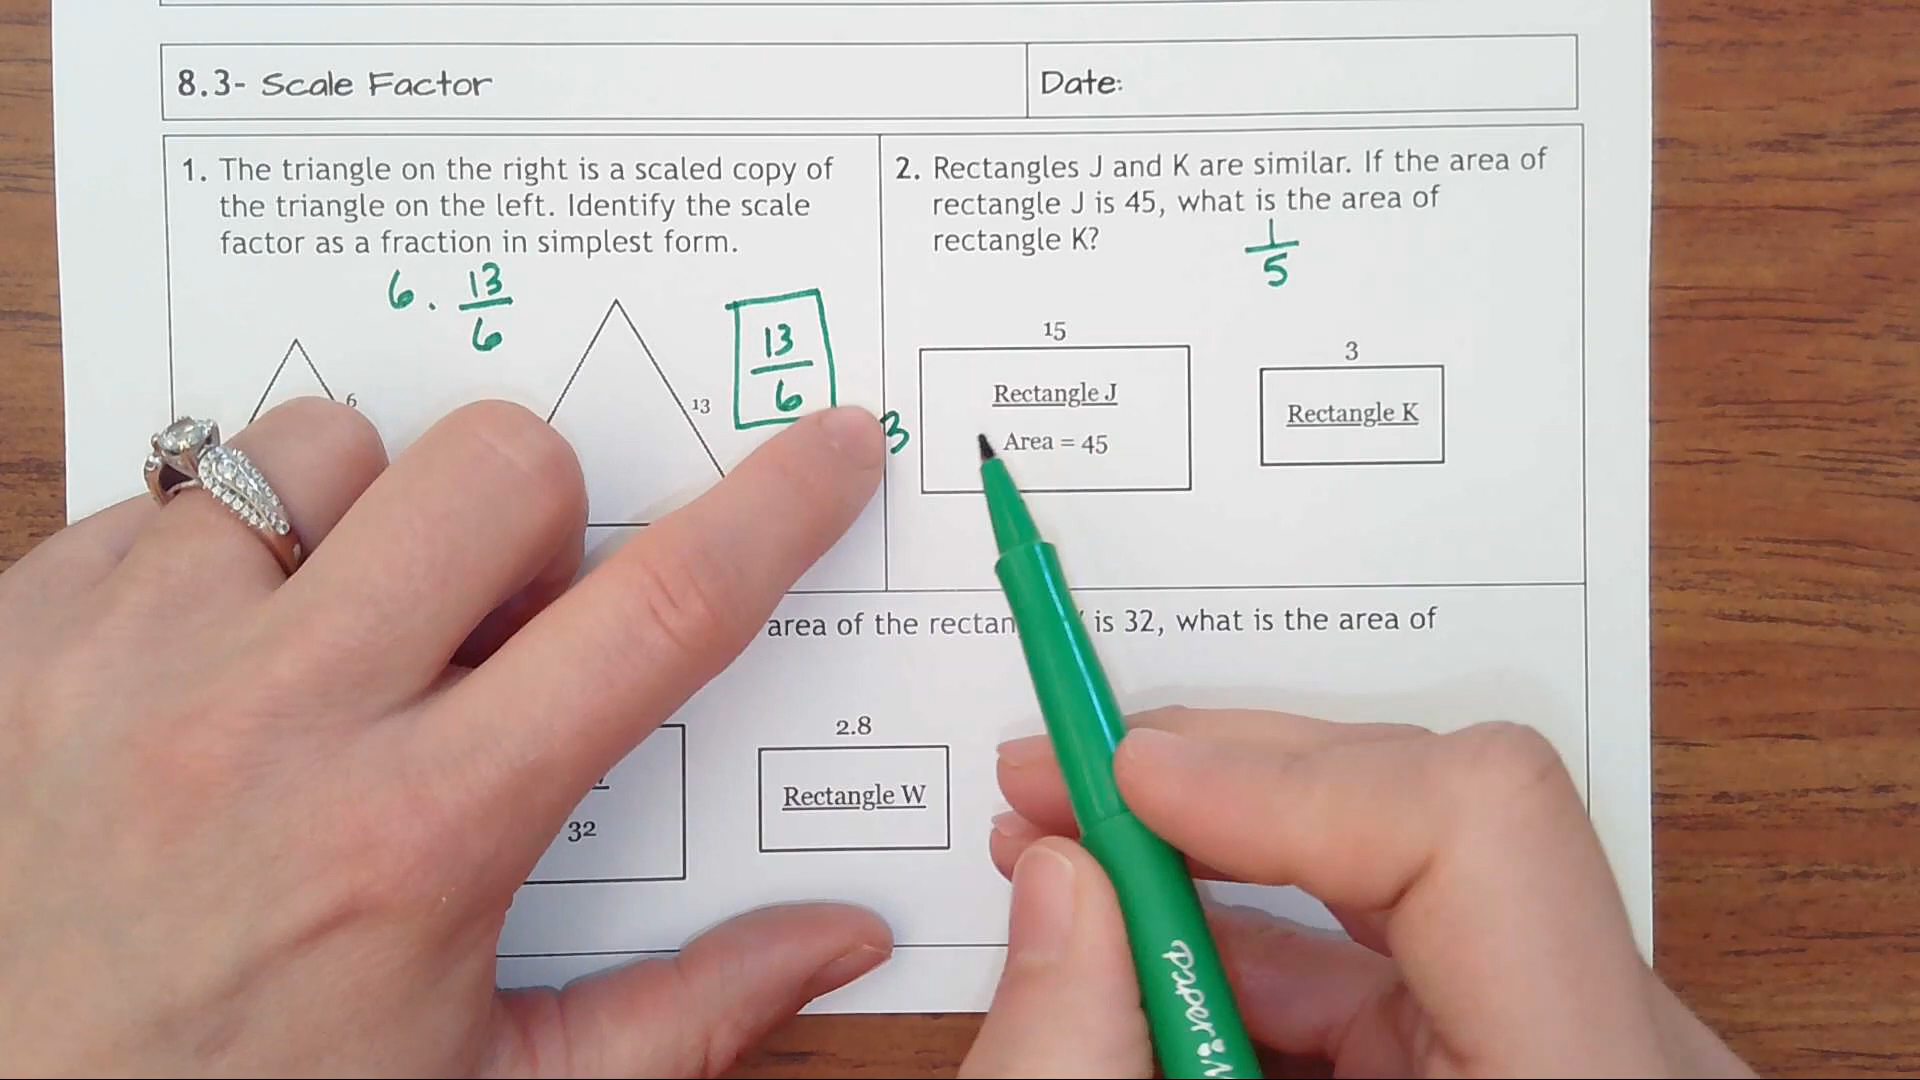 8.3- Scale Factor
Date:
1. The triangle on the right is a scaled copy of
the triangle on the left. Identify the scale
factor as a fraction in simplest form.
6 . 13
6
13
6
6
13
2. Rectangles J and K are similar. If the area of
rectangle J is 45, what is the area of
rectangle K?
1
5
15
3
Rectangle J
Area = 45
3
Rectangle K
area of the rectan
is 32, what is the area of
32
2.8
Rectangle W
Paper